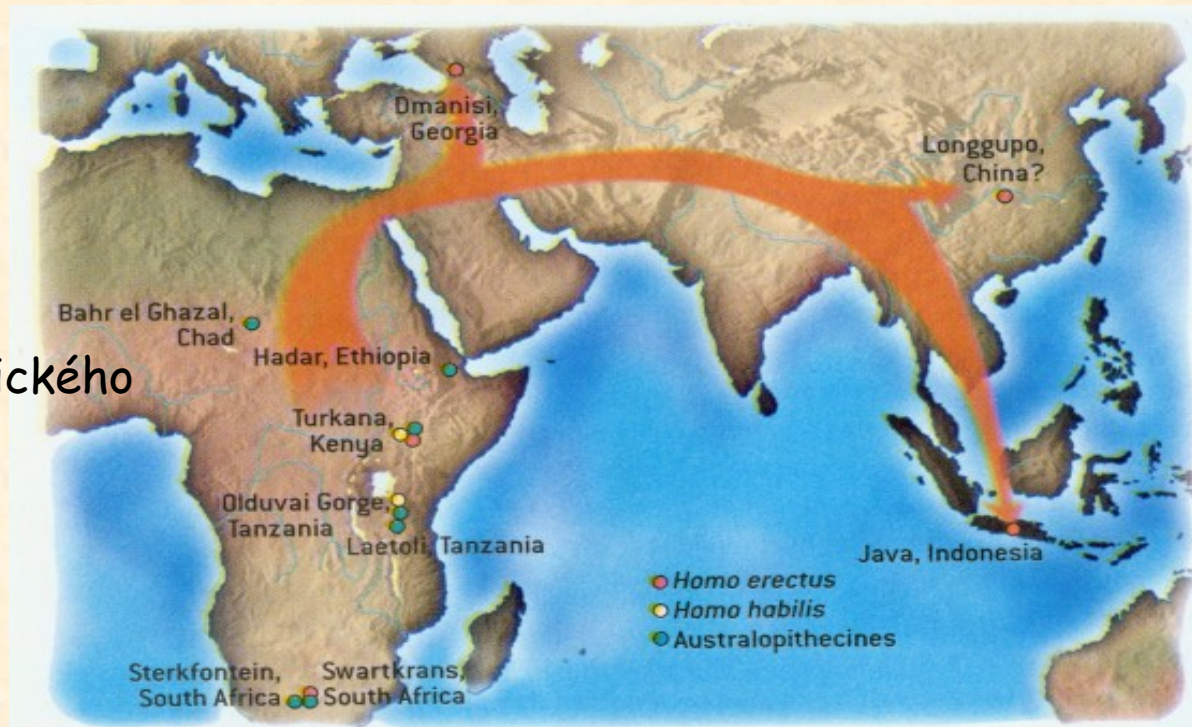 Dmanisi,
Georgia
Longgupo,
China?
Bahr el Ghazal,
Chad
Hadar, Ethiopia
ického
Turkana,
Kenya
Olduvai Gorge,
Tanzania
Laetoli, Tanzania
Java, Indonesia
Homo erectus
Homo habilis
Australopithecines
Sterkfontein,
South Africa
Swartkrans,
South Africa